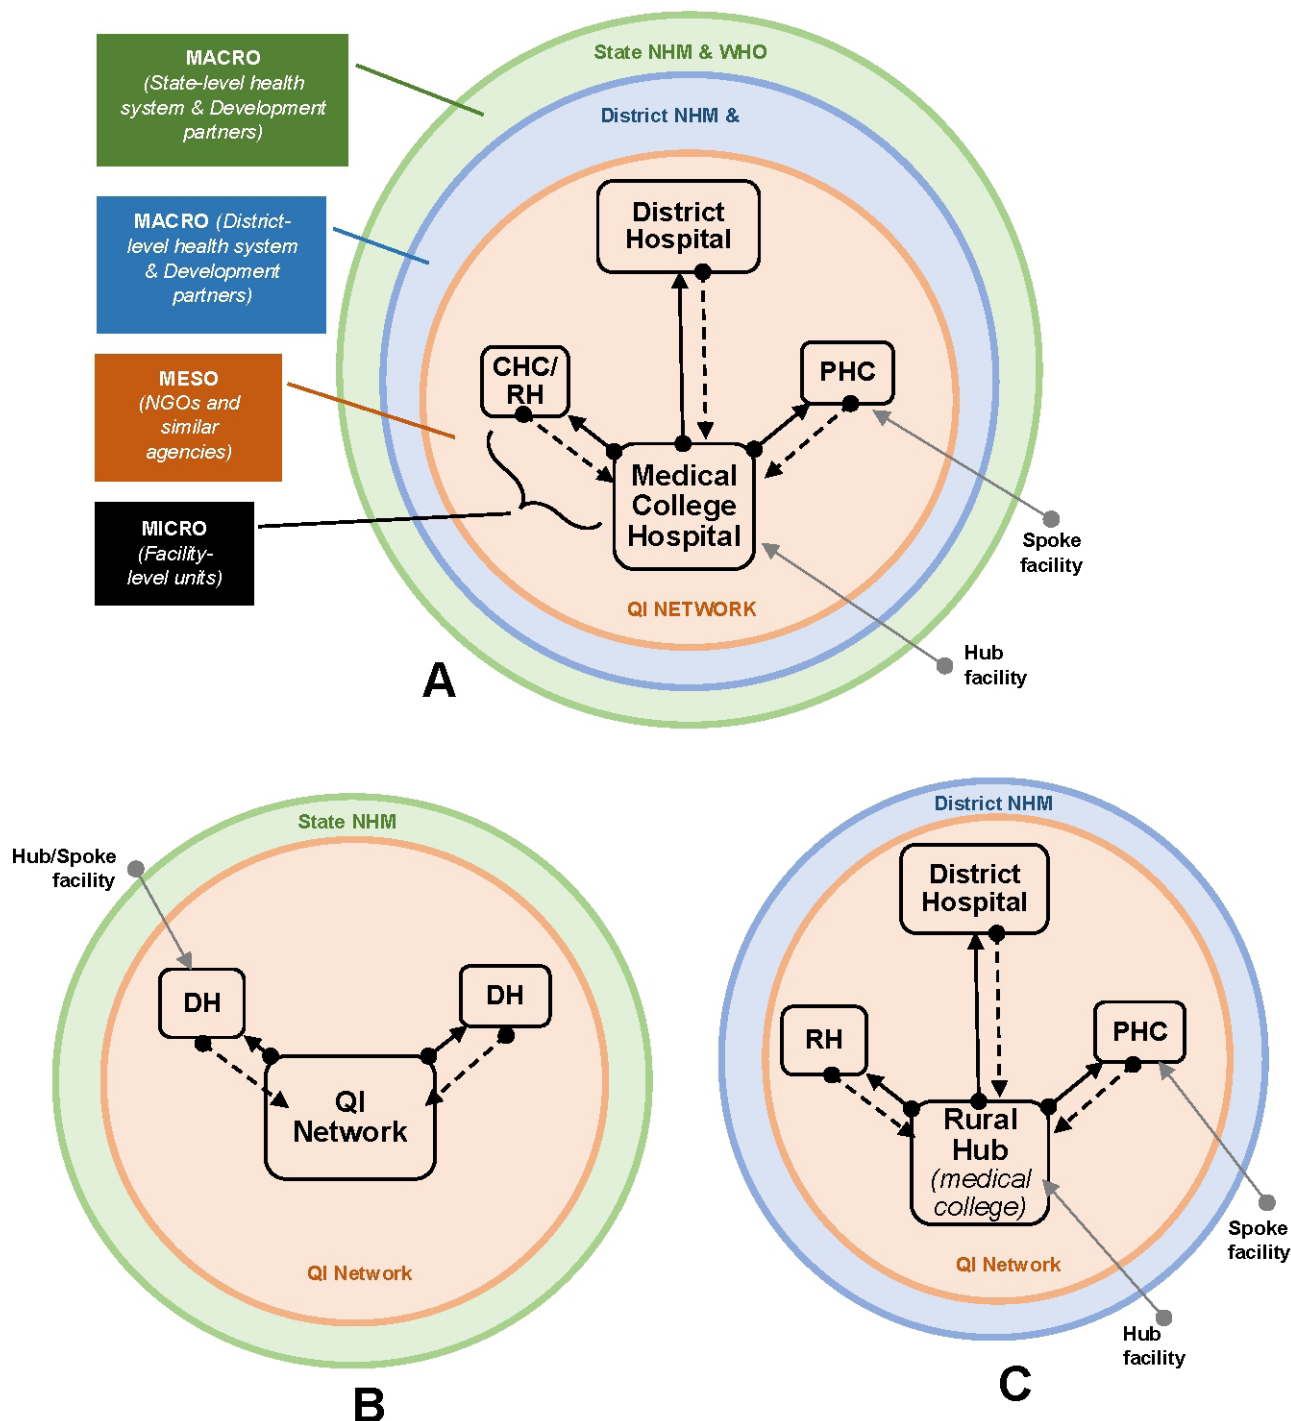 MACRO
(State-level health
system & Development
partners)
State NHM & WHO
District NHM &
MACRO (District-
level health system
& Development
partners)
District
Hospital
MESO
(NGOs and
similar
agencies)
CHC/
RH
PHC
MICRO
(Facility-
level units)
Medical
College
Hospital
Spoke
facility
QI NETWORK
Hub
facility
A
State NHM
Hub/Spoke
facility
DH
DH
QI
Network
QI Network
B
District NHM
District
Hospital
RH
PHC
Rural
Hub
(medical
college)
Spoke
facility
QI Network
Hub
facility
C